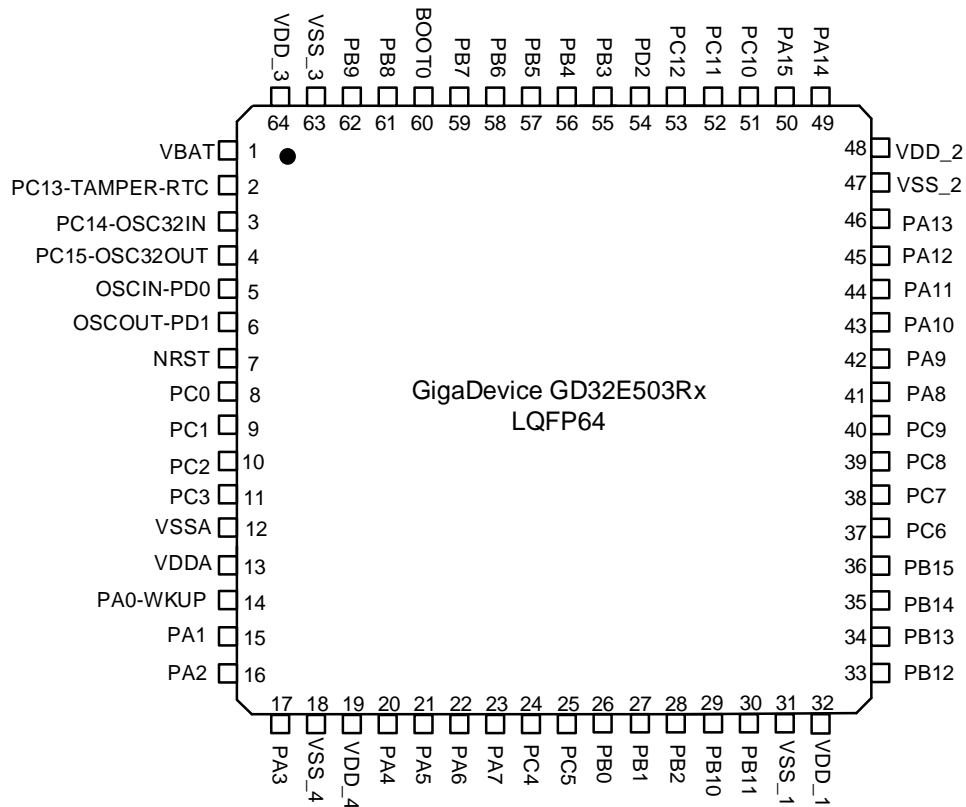 VDD_3
VSS_3
PB9
PB8
BOOT0
PB7
PB6
PB5
PB4
PB3
PD2
PC12
PC11
PC10
PA15
PA14
64 63 62 61 60 59 58 57 56 55 54 53 52 51 50 49
VBAT 1
PC13-TAMPER-RTC 2
PC14-OSC32IN 3
PC15-OSC32OUT 4
OSCIN-PD0 5
OSCOUT-PD1 6
NRST 7
PC0 8
PC1 9
PC2 10
PC3 11
VSSA 12
VDDA 13
PA0-WKUP 14
PA1 15
PA2 16
GigaDevice GD32E503Rx
LQFP64
48 VDD_2
47 VSS_2
46 PA13
45 PA12
44 PA11
43 PA10
42 PA9
41 PA8
40 PC9
39 PC8
38 PC7
37 PC6
36 PB15
35 PB14
34 PB13
33 PB12
17 18 19 20 21 22 23 24 25 26 27 28 29 30 31 32
PA3
VSS_4
VDD_4
PA4
PA5
PA6
PA7
PC4
PC5
PB0
PB1
PB2
PB10
PB11
VSS_1
VDD_1